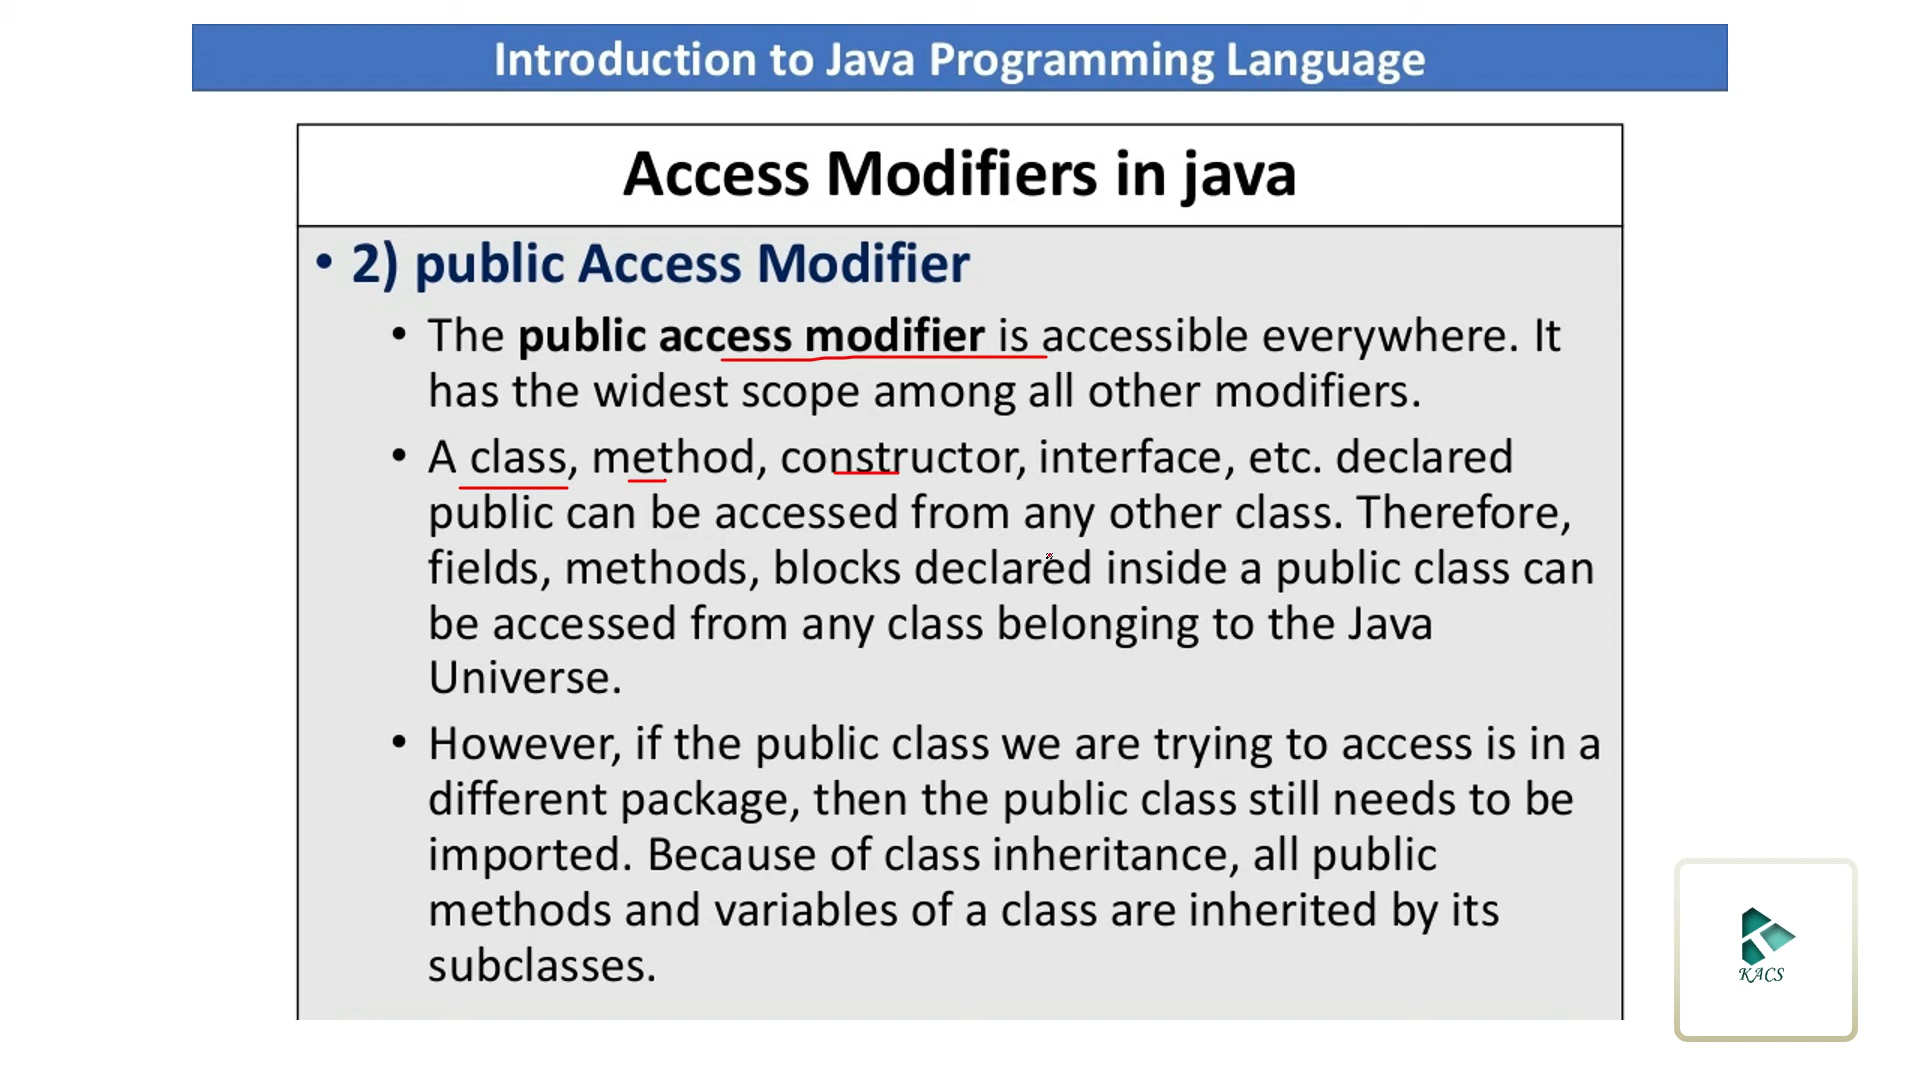 Introduction to Java Programming Language
Access Modifiers in java
• 2) public Access Modifier
• The public access modifier is accessible everywhere. It
has the widest scope among all other modifiers.
• A class, method, constructor, interface, etc. declared
public can be accessed from any other class. Therefore,
fields, methods, blocks declared inside a public class can
be accessed from any class belonging to the Java
Universe.
• However, if the public class we are trying to access is in a
different package, then the public class still needs to be
imported. Because of class inheritance, all public
methods and variables of a class are inherited by its
subclasses.
KACS